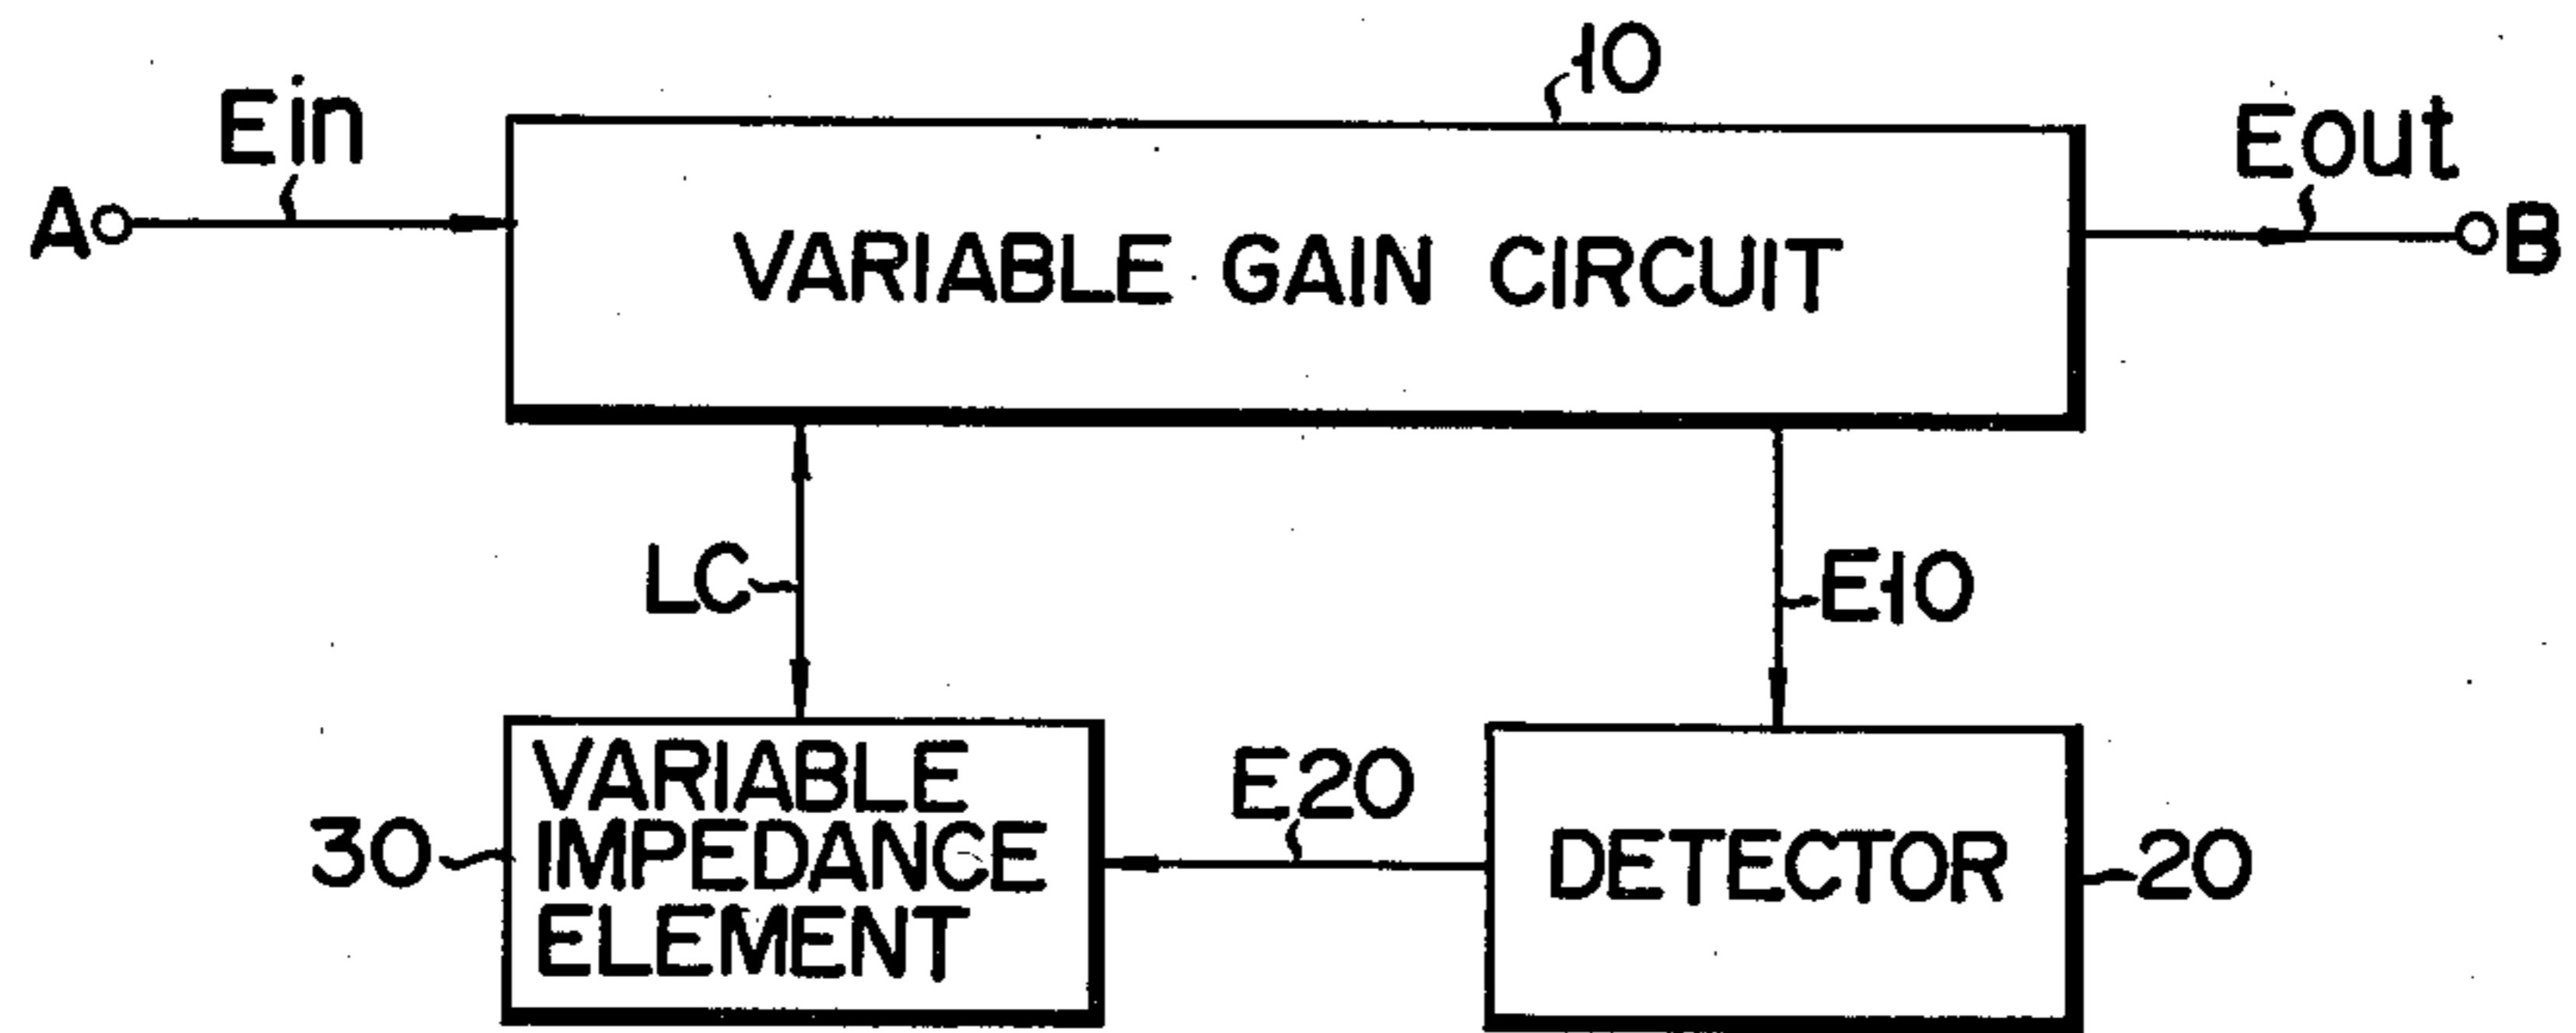 10
Ein
Eout
A
B
VARIABLE GAIN CIRCUIT
LC
E10
VARIABLE
IMPEDANCE
ELEMENT
30
E20
DETECTOR
20